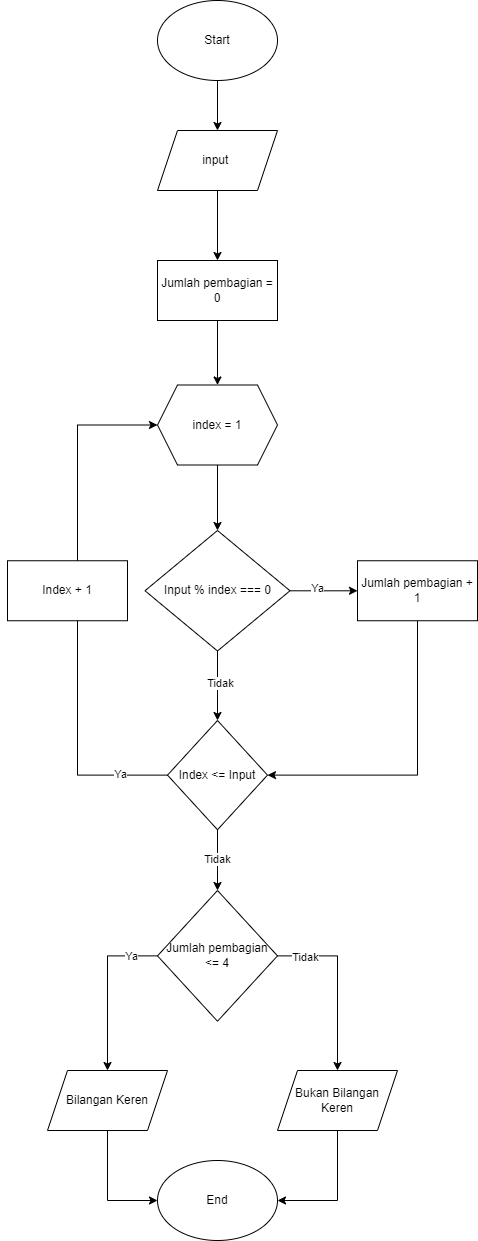 Start
input
Jumlah pembagian =
0
index = 1
Index + 1
Input % index === 0
Ya
Jumlah pembagian +
1
Tidak
Ya
Index <= Input
Tidak
Jumlah pembagian
<= 4
Ya
Tidak
Bilangan Keren
Bukan Bilangan
Keren
End